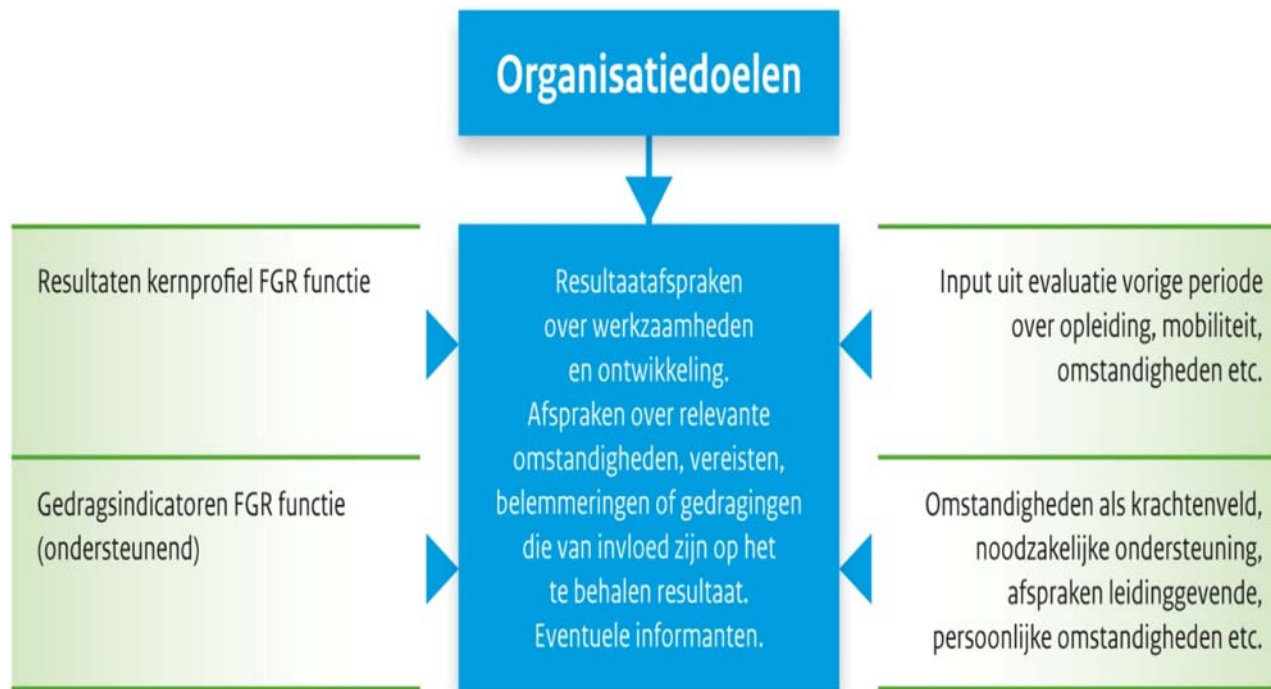 Organisatiedoelen
Resultaten kernprofiel FGR functie
Gedragsindicatoren FGR functie
(ondersteunend)
Resultaatafspraken
over werkzaamheden
en ontwikkeling.
Afspraken over relevante
omstandigheden, vereisten,
belemmeringen of gedragingen
die van invloed zijn op het
te behalen resultaat.
Eventuele informanten.
Input uit evaluatie vorige periode
over opleiding, mobiliteit,
omstandigheden etc.
Omstandigheden als krachtenveld,
noodzakelijke ondersteuning,
afspraken leidinggevende,
persoonlijke omstandigheden etc.